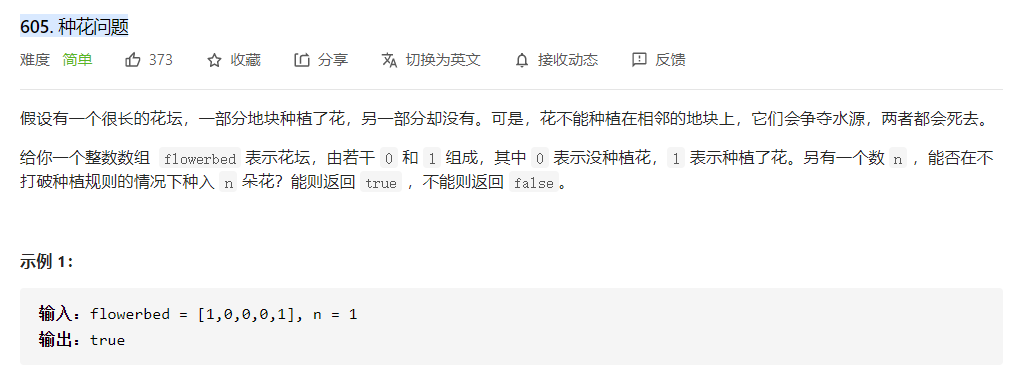 605. 种花问题
难度 简单 373 收藏 分享 切换为英文 接收动态 反馈
假设有一个很长的花坛，一部分地块种植了花，另一部分却没有。可是，花不能种植在相邻的地块上，它们会争夺水源，两者都会死去。
给你一个整数数组 flowerbed 表示花坛，由若干 0 和 1 组成，其中 0 表示没种植花，1 表示种植了花。另有一个数 n ，能否在不
打破种植规则的情况下种入 n 朵花？能则返回 true ，不能则返回 false。
示例 1：
输入：flowerbed = [1,0,0,0,1], n = 1
输出：true